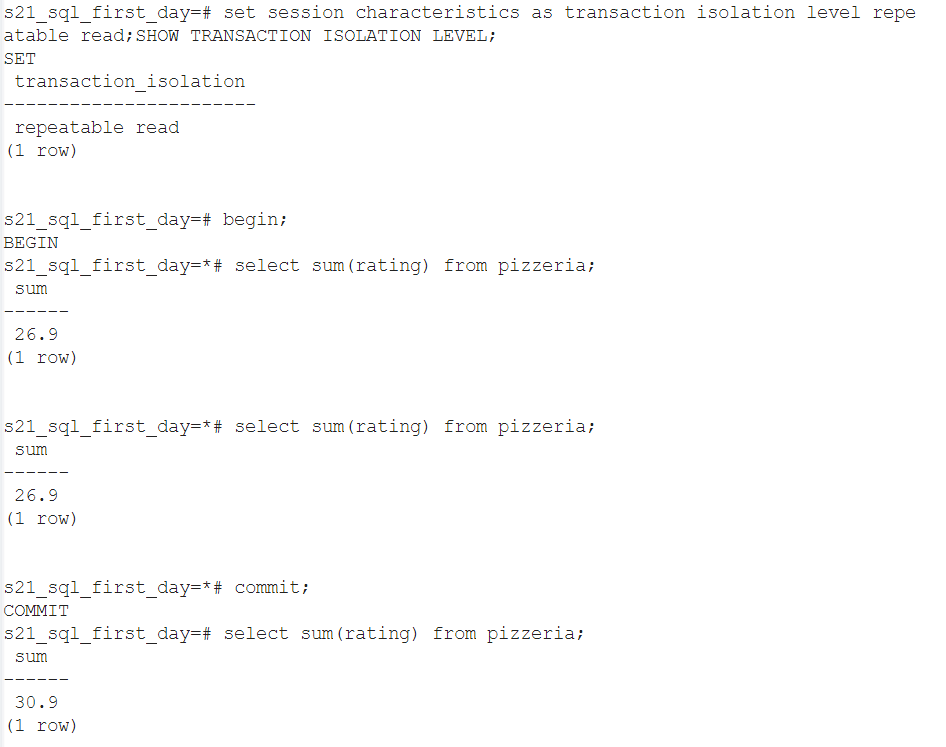 s21_sql_first_day=# set session characteristics as transaction isolation level repe
atable read;SHOW TRANSACTION ISOLATION LEVEL;
SET
 transaction_isolation
-----------------------
 repeatable read
(1 row)
s21_sql_first_day=# begin;
BEGIN
s21_sql_first_day=*# select sum(rating) from pizzeria;
 sum
------
 26.9
(1 row)
s21_sql_first_day=*# select sum(rating) from pizzeria;
 sum
------
 26.9
(1 row)
s21_sql_first_day=*# commit;
COMMIT
s21_sql_first_day=# select sum(rating) from pizzeria;
 sum
------
 30.9
(1 row)